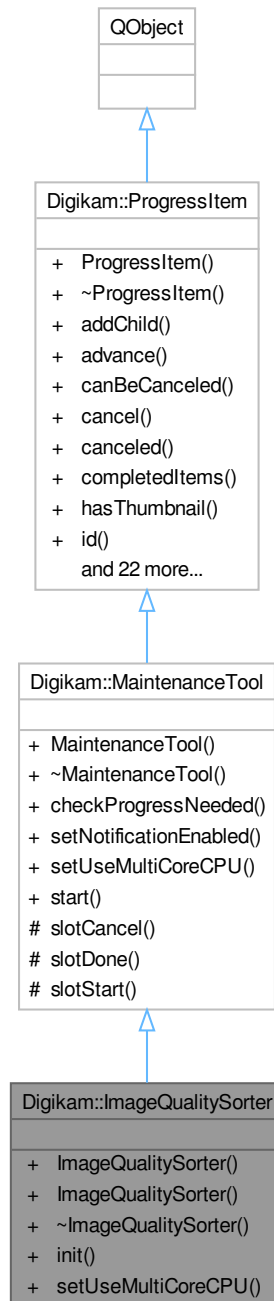 QObject
Digikam::ProgressItem
+ ProgressItem()
+ ~ProgressItem()
+ addChild()
+ advance()
+ canBeCanceled()
+ cancel()
+ canceled()
+ completedItems()
+ hasThumbnail()
+ id()
and 22 more...
Digikam::MaintenanceTool
+ MaintenanceTool()
+ ~MaintenanceTool()
+ checkProgressNeeded()
+ setNotificationEnabled()
+ setUseMultiCoreCPU()
+ start()
# slotCancel()
# slotDone()
# slotStart()
Digikam::ImageQualitySorter
+ ImageQualitySorter()
+ ImageQualitySorter()
+ ~ImageQualitySorter()
+ init()
+ setUseMultiCoreCPU()